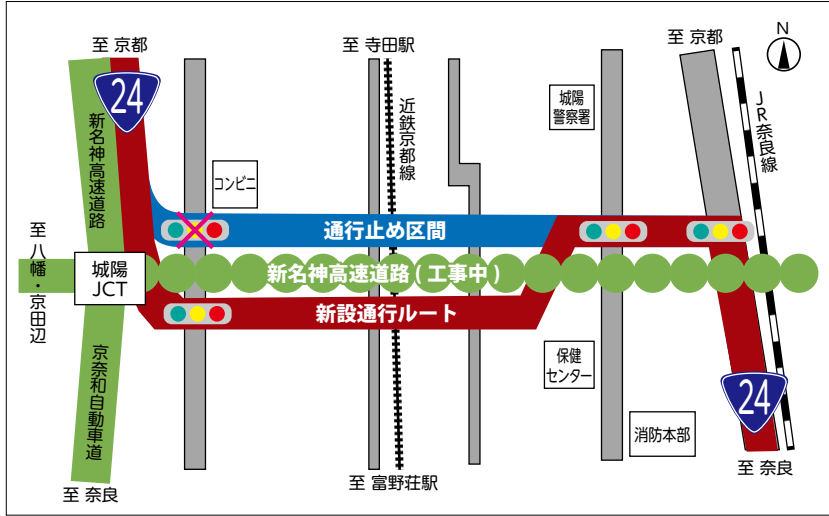 至 京都
至 寺田駅
至 京都
N
24
新名神高速道路
近鉄京都線
城陽
警察署
JR奈良線
コンビニ
通行止め区間
至 八幡・京田辺
城陽
JCT
新名神高速道路(工事中)
新設通行ルート
京奈和自動車道
保健
センター
24
消防本部
至 奈良
至 富野荘駅
至 奈良